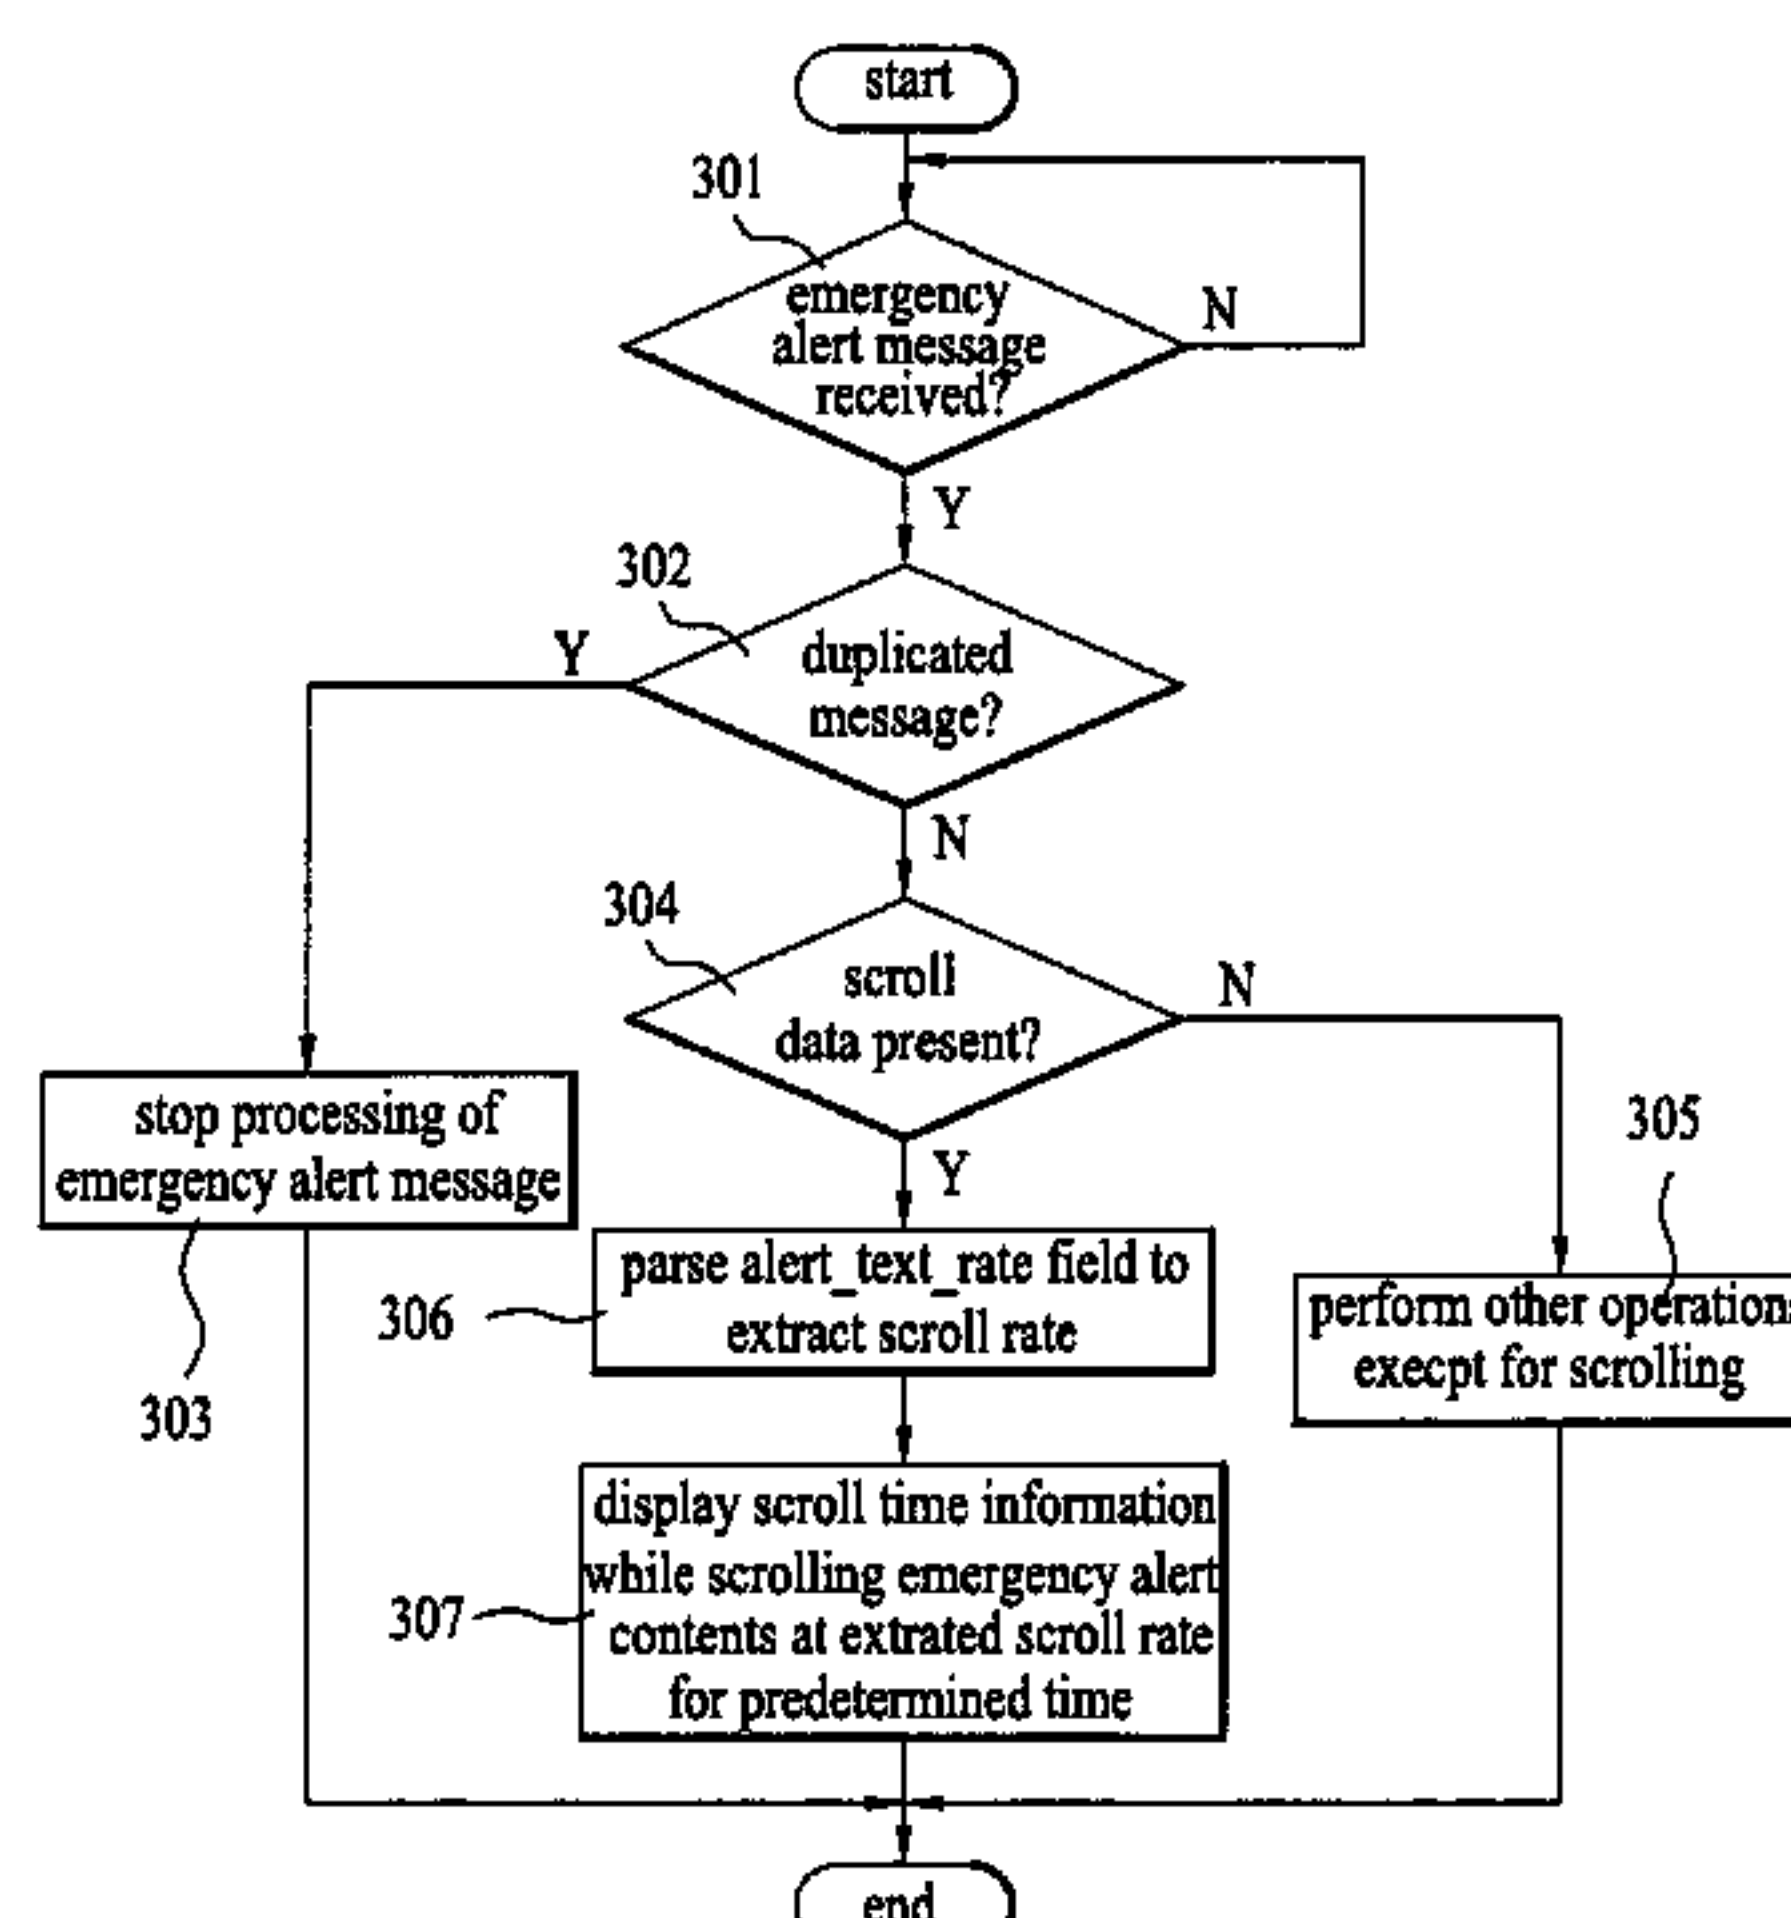 start
301
emergency
alert message
received?
N
Y
302
Y
duplicated
message?
N
304
scroll
data present?
N
Y
stop processing of
emergency alert message
303
305
parse alert_text_rate field to
extract scroll rate
306
perform other operation
execpt for scrolling
display scroll time information
while scrolling emergency alert
contents at extrated scroll rate
for predetermined time
307
end